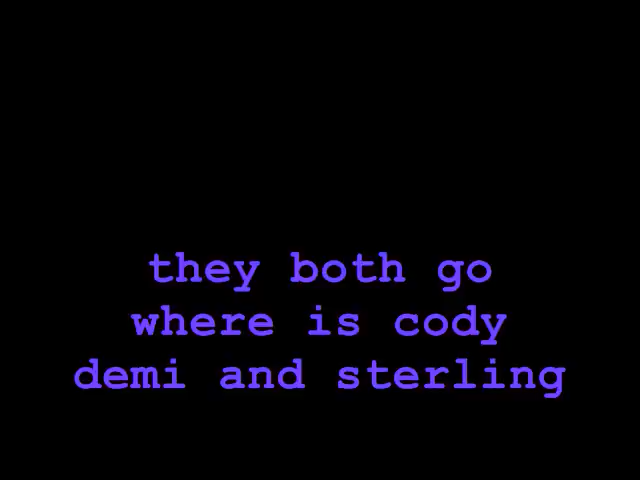 they both go
where is cody
demi and sterling